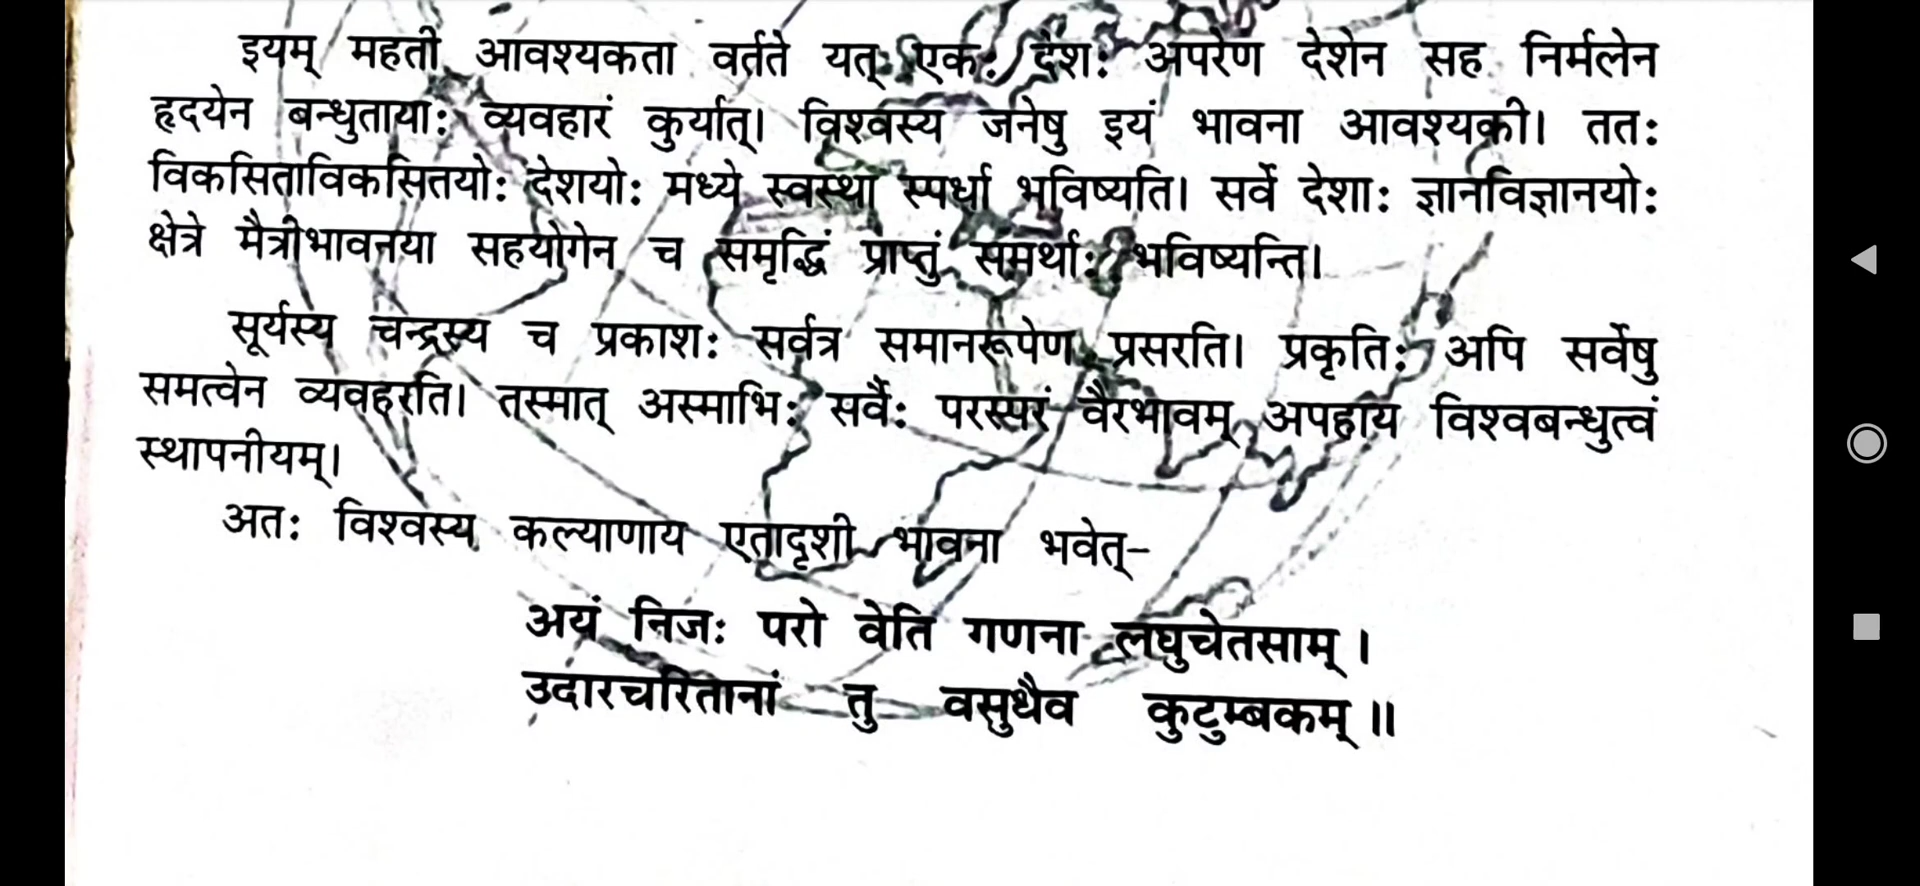 इयम् महती आवश्यकता वर्तते यत् एकः देशः अपरेण देशेन सह निर्मलेन
हृदयेन बन्धुतायाः व्यवहारं कुर्यात्। विश्वस्य जनेषु इयं भावना आवश्यकी। ततः
विकसिताविकसितयोः देशयोः मध्ये स्वस्था स्पर्धा भविष्यति। सर्वे देशाः ज्ञानविज्ञानयोः
क्षेत्रे मैत्रीभावनया सहयोगेन च समृद्धिं प्राप्तुं समर्थाः भविष्यन्ति।
सूर्यस्य चन्द्रस्य च प्रकाशः सर्वत्र समानरूपेण प्रसरति। प्रकृतिः अपि सर्वेषु
समत्वेन व्यवहरति। तस्मात् अस्माभिः सर्वैः परस्परं वैरभावम् अपहाय विश्वबन्धुत्वं
स्थापनीयम्।
अतः विश्वस्य कल्याणाय एतादृशी भावना भवेत्–
अयं निजः परो वेति गणना लघुचेतसाम्।
उदारचरितानां तु वसुधैव कुटुम्बकम्॥